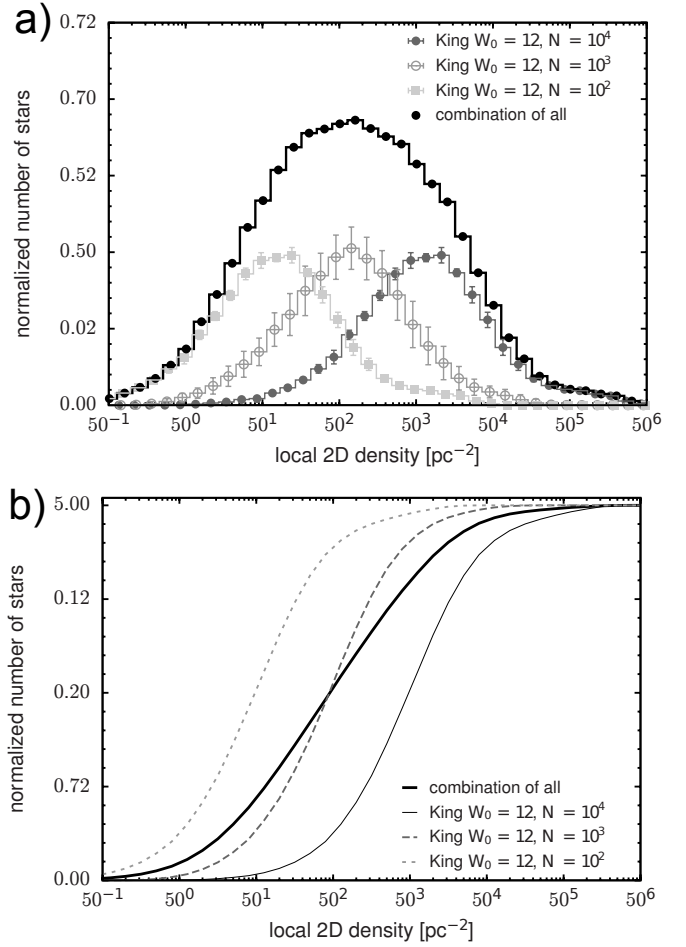 a)
0.72
0.70
0.52
0.50
0.02
0.00
normalized number of stars
King W₀ = 12, N = 10⁴
King W₀ = 12, N = 10³
King W₀ = 12, N = 10²
combination of all
50⁻¹ 50⁰ 50¹ 50² 50³ 50⁴ 50⁵ 50⁶
local 2D density [pc⁻²]
b)
5.00
0.12
0.20
0.72
0.00
normalized number of stars
combination of all
King W₀ = 12, N = 10⁴
King W₀ = 12, N = 10³
King W₀ = 12, N = 10²
50⁻¹ 50⁰ 50¹ 50² 50³ 50⁴ 50⁵ 50⁶
local 2D density [pc⁻²]